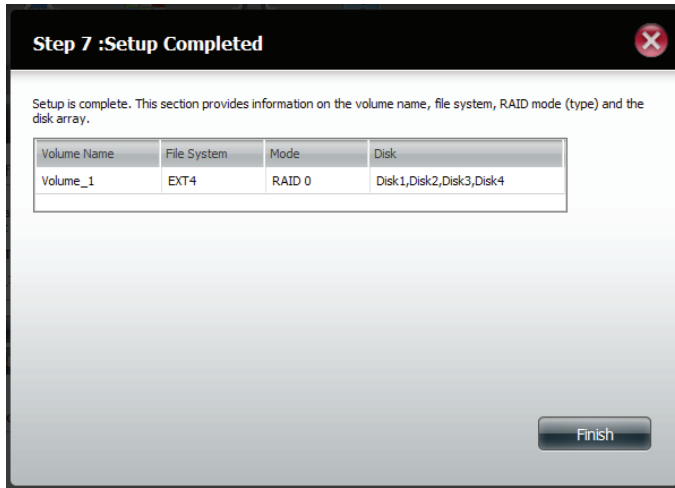 Step 7 :Setup Completed
Setup is complete. This section provides information on the volume name, file system, RAID mode (type) and the
disk array.
Volume Name File System Mode Disk
Volume_1 EXT4 RAID 0 Disk1,Disk2,Disk3,Disk4
Finish